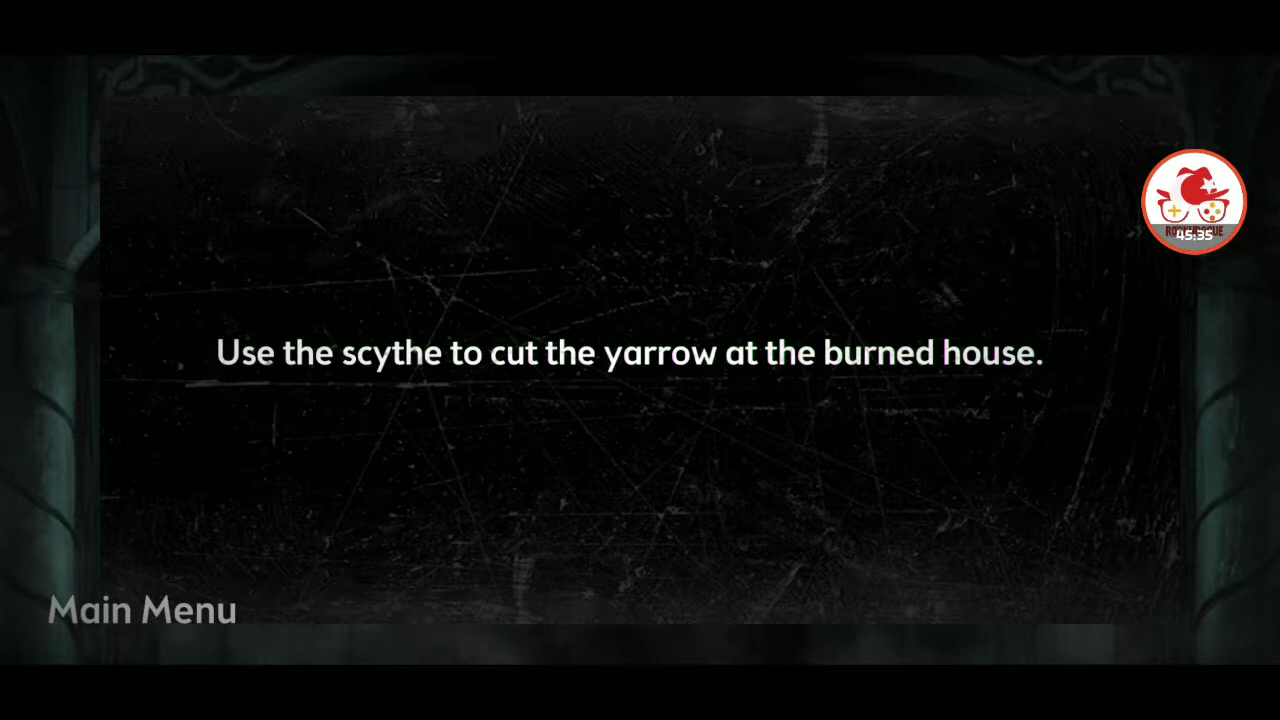 Use the scythe to cut the yarrow at the burned house.
45:35
Main Menu